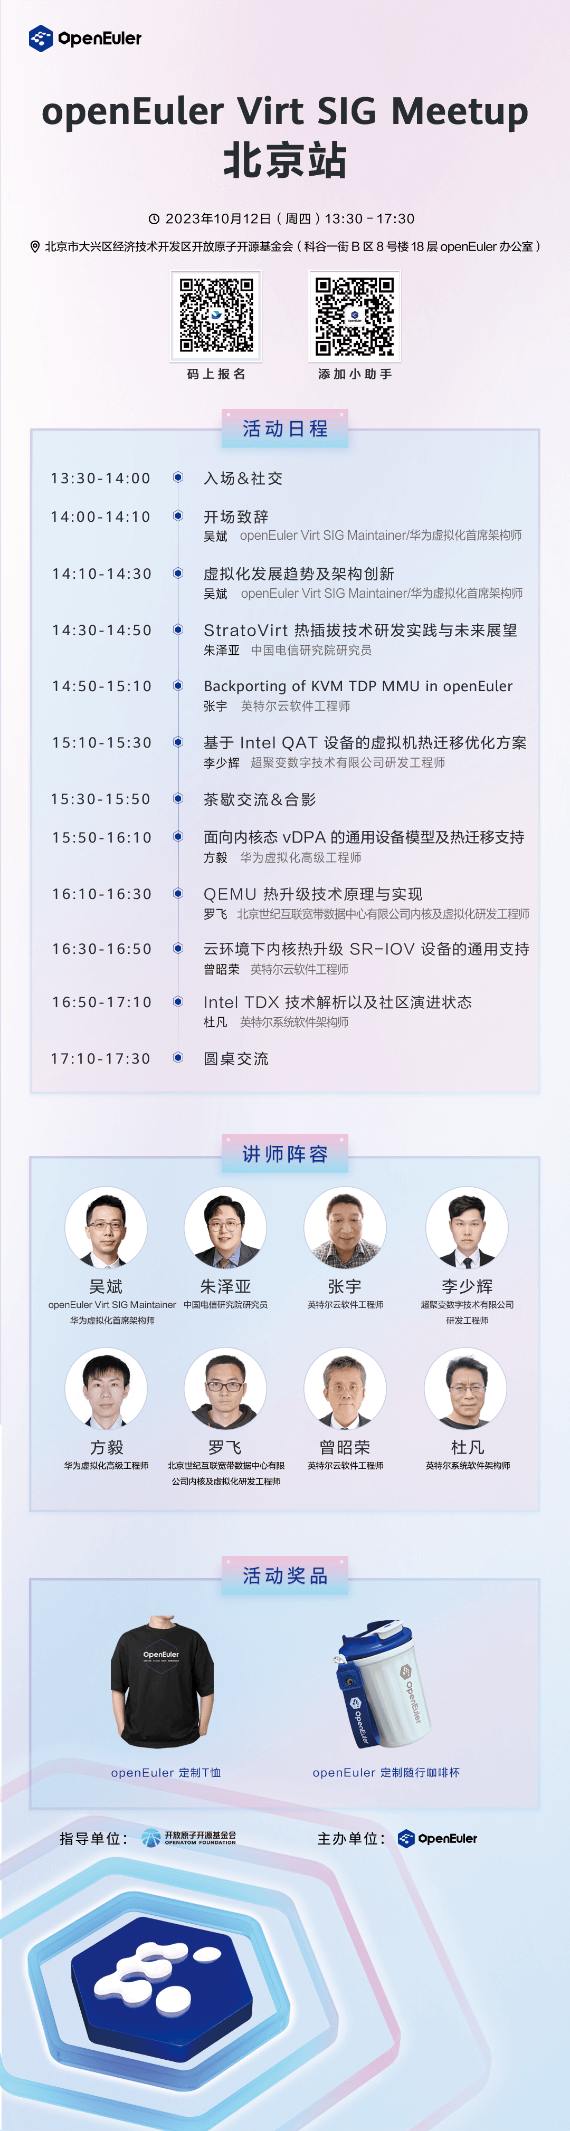 OpenEuler
openEuler Virt SIG Meetup
北京站
2023年10月12日（周四）13:30-17:30
北京市大兴区经济技术开发区开放原子开源基金会（科谷一街 B 区 8 号楼 18 层 openEuler 办公室）
码上报名
添加小助手
活动日程
13:30-14:00 入场&社交
14:00-14:10 开场致辞
吴斌 openEuler Virt SIG Maintainer/华为虚拟化首席架构师
14:10-14:30 虚拟化发展趋势及架构创新
吴斌 openEuler Virt SIG Maintainer/华为虚拟化首席架构师
14:30-14:50 StratoVirt 热插拔技术研发实践与未来展望
朱泽亚 中国电信研究院研究员
14:50-15:10 Backporting of KVM TDP MMU in openEuler
张宇 英特尔云软件工程师
15:10-15:30 基于 Intel QAT 设备的虚拟机热迁移优化方案
李少辉 超聚变数字技术有限公司研发工程师
15:30-15:50 茶歇交流&合影
15:50-16:10 面向内核态 vDPA 的通用设备模型及热迁移支持
方毅 华为虚拟化高级工程师
16:10-16:30 QEMU 热升级技术原理与实现
罗飞 北京世纪互联宽带数据中心有限公司内核及虚拟化研发工程师
16:30-16:50 云环境下内核热升级 SR-IOV 设备的通用支持
曾昭荣 英特尔云软件工程师
16:50-17:10 Intel TDX 技术解析以及社区演进状态
杜凡 英特尔系统软件架构师
17:10-17:30 圆桌交流
讲师阵容
吴斌
openEuler Virt SIG Maintainer
华为虚拟化首席架构师
朱泽亚
中国电信研究院研究员
张宇
英特尔云软件工程师
李少辉
超聚变数字技术有限公司
研发工程师
方毅
华为虚拟化高级工程师
罗飞
北京世纪互联宽带数据中心有限
公司内核及虚拟化研发工程师
曾昭荣
英特尔云软件工程师
杜凡
英特尔系统软件架构师
活动奖品
OpenEuler
OpenEuler
OpenEuler
openEuler 定制T恤
openEuler 定制随行咖啡杯
指导单位：
开放原子开源基金会
OPENATOM FOUNDATION
主办单位：
OpenEuler